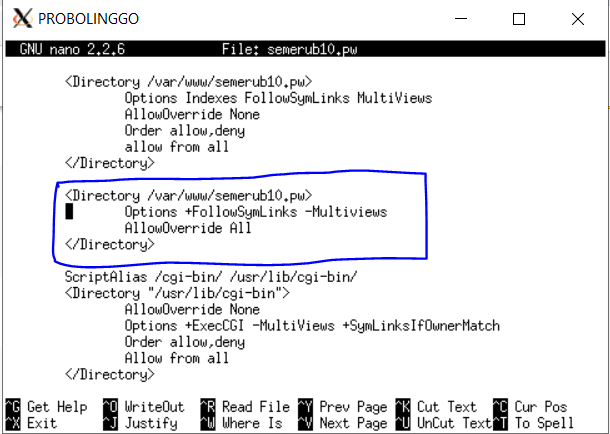 PROBOLINGGO
GNU nano 2.2.6 File: semerub10.pw
<Directory /var/www/semerub10.pw>
Options Indexes FollowSymLinks MultiViews
AllowOverride None
Order allow,deny
allow from all
</Directory>
<Directory /var/www/semerub10.pw>
Options +FollowSymLinks -Multiviews
AllowOverride All
</Directory>
ScriptAlias /cgi-bin/ /usr/lib/cgi-bin/
<Directory "/usr/lib/cgi-bin">
AllowOverride None
Options +ExecCGI -MultiViews +SymLinksIfOwnerMatch
Order allow,deny
Allow from all
</Directory>
^G Get Help ^O WriteOut ^R Read File ^Y Prev Page ^K Cut Text ^C Cur Pos
^X Exit ^J Justify ^W Where Is ^V Next Page ^U UnCut Text ^T To Spell